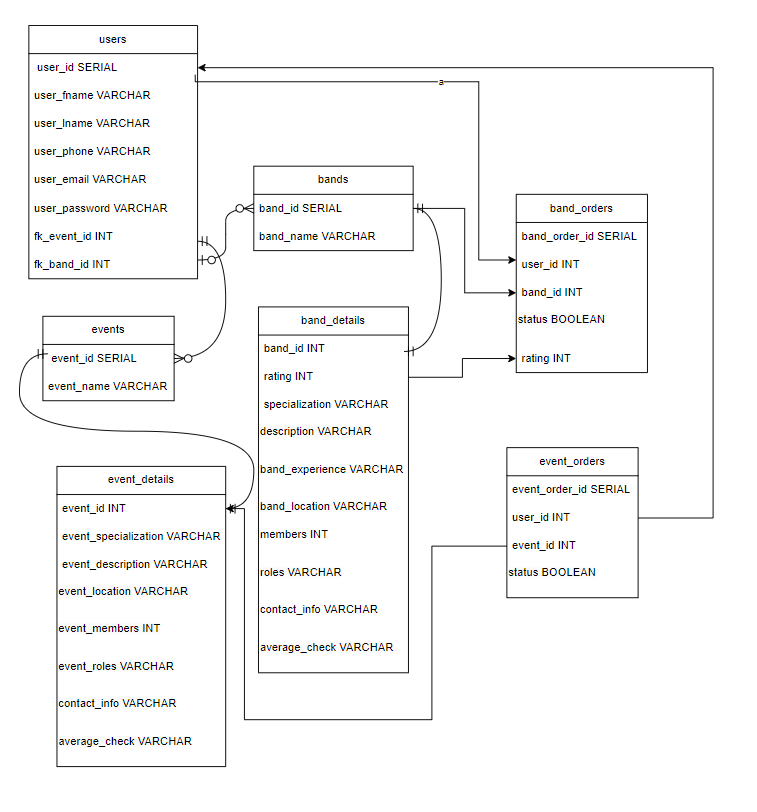 users
user_id SERIAL
user_fname VARCHAR
user_lname VARCHAR
user_phone VARCHAR
user_email VARCHAR
user_password VARCHAR
fk_event_id INT
fk_band_id INT
a
bands
band_id SERIAL
band_name VARCHAR
band_orders
band_order_id SERIAL
user_id INT
band_id INT
status BOOLEAN
rating INT
events
event_id SERIAL
event_name VARCHAR
band_details
band_id INT
rating INT
specialization VARCHAR
description VARCHAR
band_experience VARCHAR
band_location VARCHAR
members INT
roles VARCHAR
contact_info VARCHAR
average_check VARCHAR
event_details
event_id INT
event_specialization VARCHAR
event_description VARCHAR
event_location VARCHAR
event_members INT
event_roles VARCHAR
contact_info VARCHAR
average_check VARCHAR
event_orders
event_order_id SERIAL
user_id INT
event_id INT
status BOOLEAN